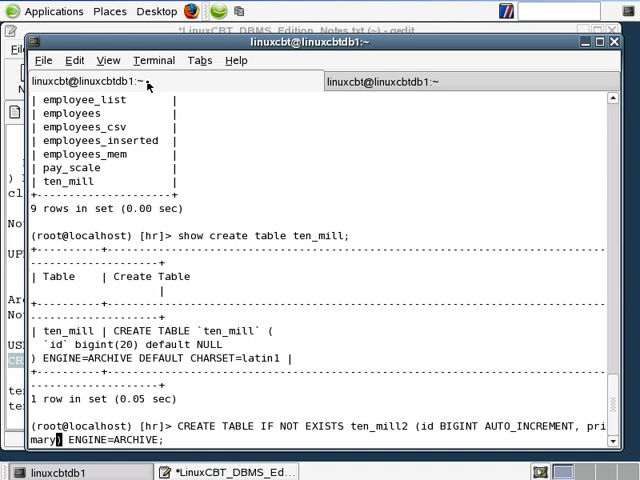 Applications Places Desktop
*LinuxCBT_DBMS_Edition_Notes.txt (~) - gedit
linuxcbt@linuxcbtdb1:~
File Edit View Terminal Tabs Help
linuxcbt@linuxcbtdb1:~ linuxcbt@linuxcbtdb1:~
| employee_list |
| employees |
| employees_csv |
| employees_inserted |
| employees_mem |
| pay_scale |
| ten_mill |
+--------------------+
9 rows in set (0.00 sec)
(root@localhost) [hr]> show create table ten_mill;
+----------+----------------------------------------------------------------
-------------------+
| Table | Create Table
|
+----------+----------------------------------------------------------------
-------------------+
| ten_mill | CREATE TABLE `ten_mill` (
`id` bigint(20) default NULL
) ENGINE=ARCHIVE DEFAULT CHARSET=latin1 |
+----------+----------------------------------------------------------------
-------------------+
1 row in set (0.05 sec)
(root@localhost) [hr]> CREATE TABLE IF NOT EXISTS ten_mill2 (id BIGINT AUTO_INCREMENT, pri
mary) ENGINE=ARCHIVE;
linuxcbtdb1 *LinuxCBT_DBMS_Ed...